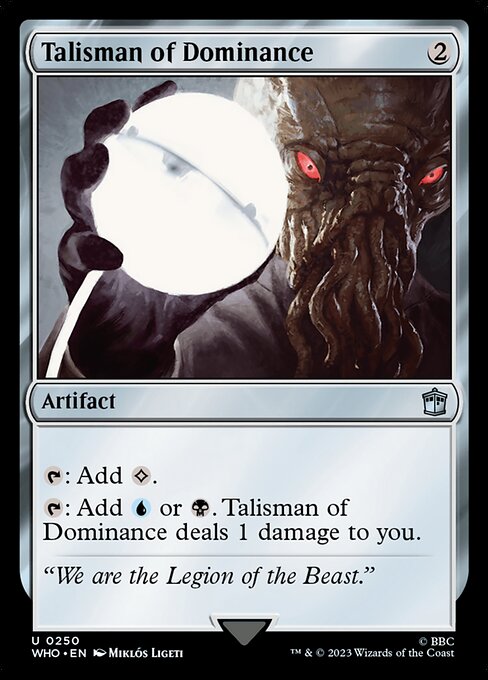 Talisman of Dominance 2
Artifact
: Add .
: Add or . Talisman of
Dominance deals 1 damage to you.
“We are the Legion of the Beast.”
U 0250
WHO • EN Miklós Ligeti
© BBC
™ & © 2023 Wizards of the Coast